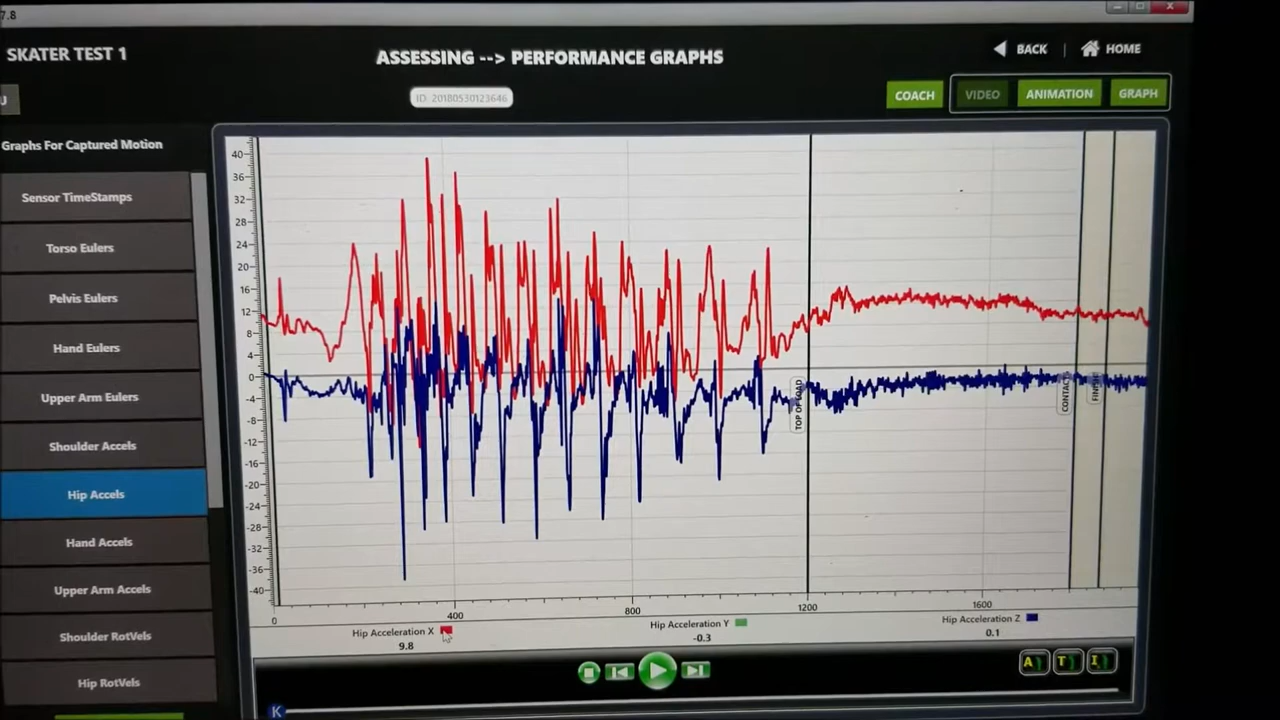 7.8
SKATER TEST 1
ASSESSING --> PERFORMANCE GRAPHS
BACK | HOME
ID: 20180530123646
COACH VIDEO ANIMATION GRAPH
U
Graphs For Captured Motion
Sensor TimeStamps
Torso Eulers
Pelvis Eulers
Hand Eulers
Upper Arm Eulers
Shoulder Accels
Hip Accels
Hand Accels
Upper Arm Accels
Shoulder RotVels
Hip RotVels
40
36
32
28
24
20
16
12
8
4
0
-4
-8
-12
-16
-20
-24
-28
-32
-36
-40
TOP OF LOAD
CONTACT
FINISH
0 400 800 1200 1600
Hip Acceleration X Hip Acceleration Y Hip Acceleration Z
9.8 -0.3 0.1
A T I
K